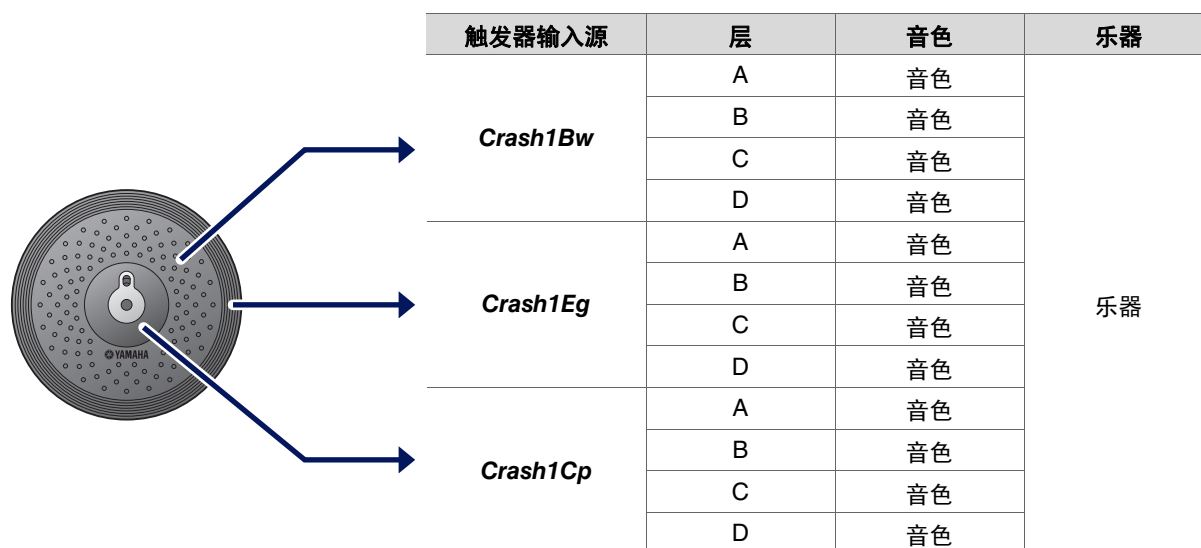 触发器输入源 层 音色 乐器
A 音色
B 音色
Crash1Bw
C 音色
D 音色
A 音色
B 音色
Crash1Eg 乐器
C 音色
D 音色
A 音色
B 音色
Crash1Cp
C 音色
D 音色
YAMAHA